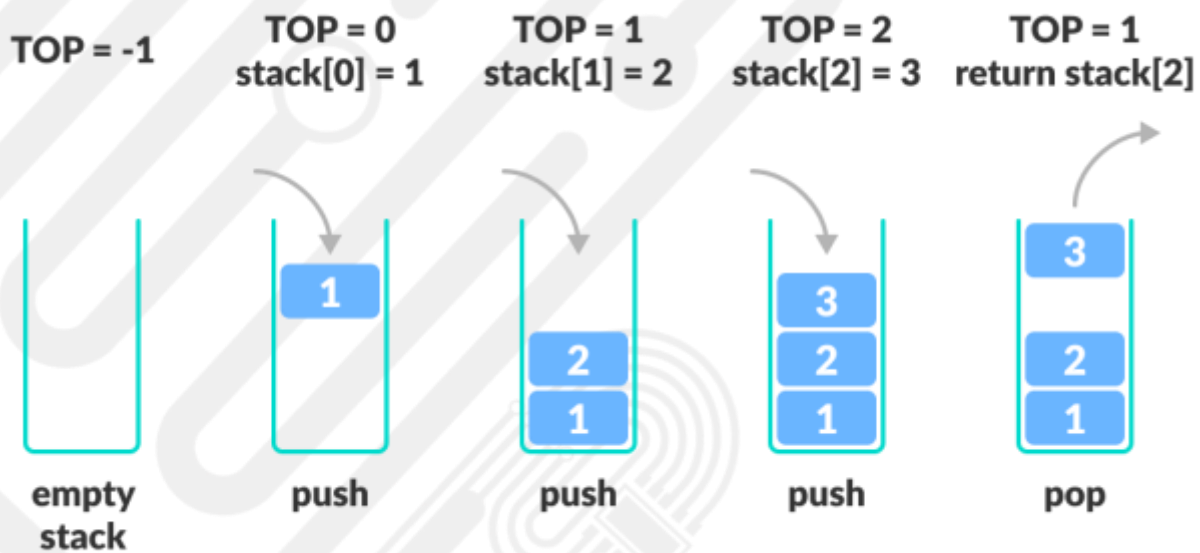 TOP = -1
TOP = 0
stack[0] = 1
TOP = 1
stack[1] = 2
TOP = 2
stack[2] = 3
TOP = 1
return stack[2]
1
2
1
3
2
1
3
2
1
empty
stack
push
push
push
pop